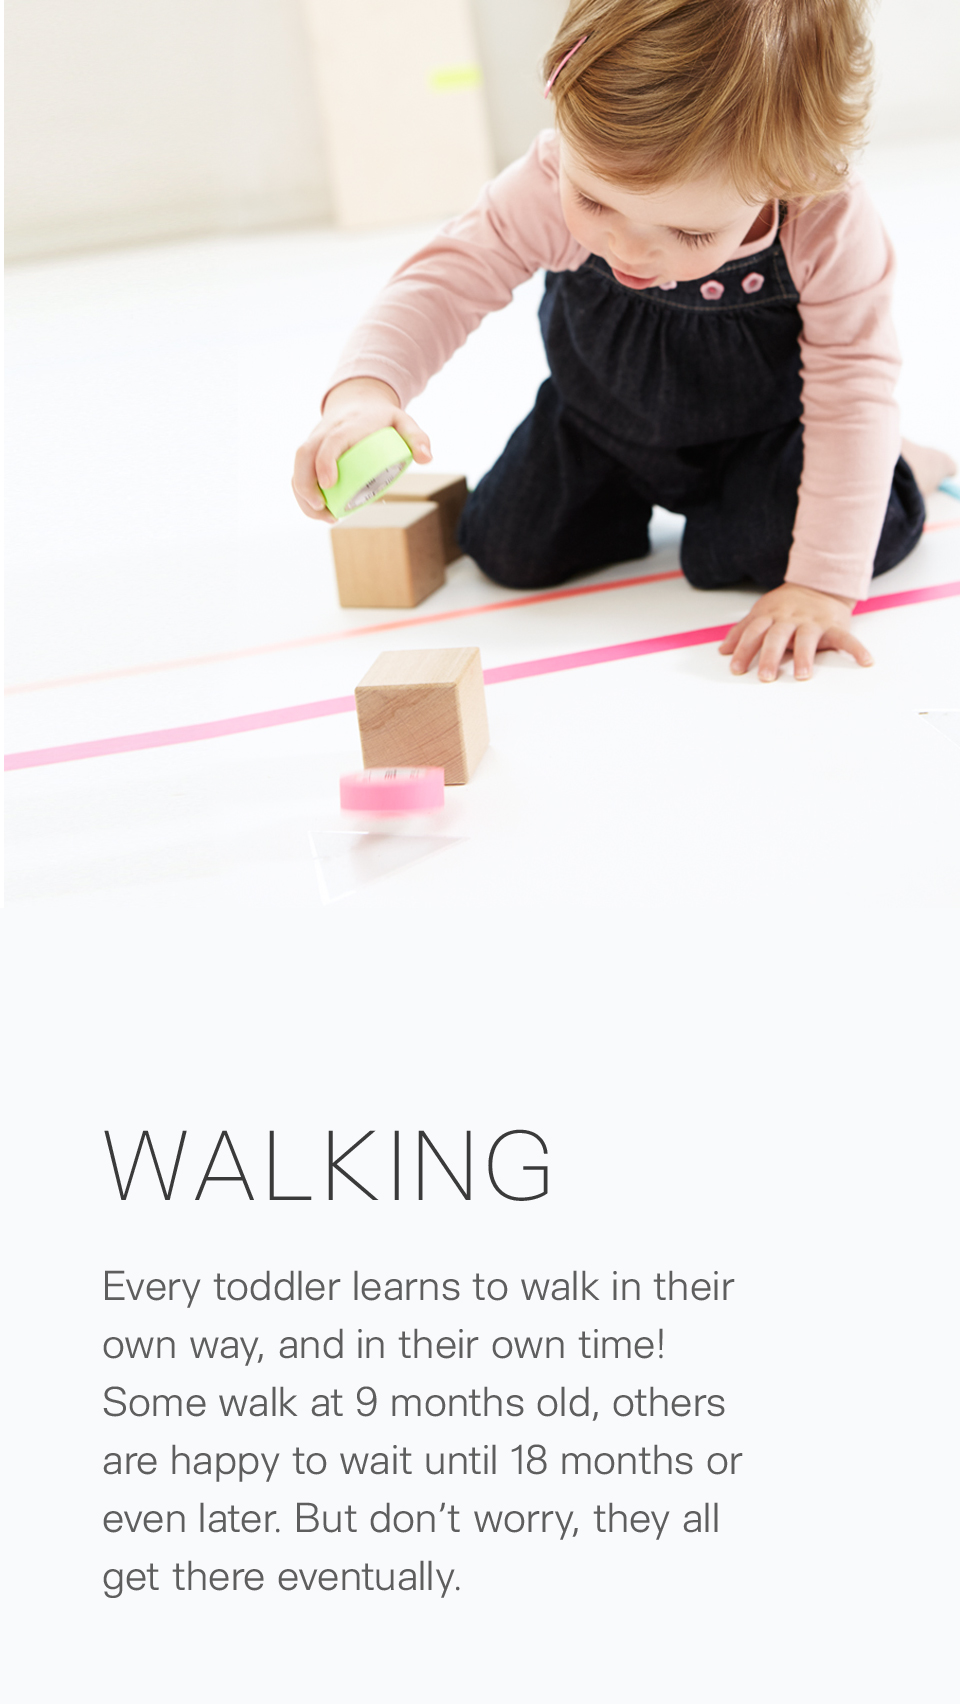 WALKING
Every toddler learns to walk in their
own way, and in their own time!
Some walk at 9 months old, others
are happy to wait until 18 months or
even later. But don’t worry, they all
get there eventually.